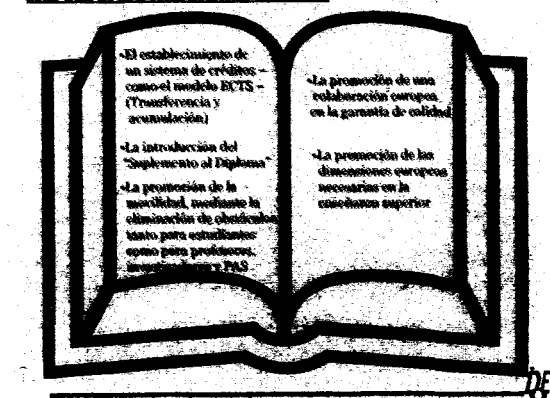 •El establecimiento de
un sistema de créditos –
como el modelo ECTS –
(Transferencia y
acumulación)
•La introducción del
"Suplemento al Diploma"
•La promoción de la
movilidad, mediante la
eliminación de obstáculos
tanto para estudiantes
como para profesores,
investigadores y PAS
•La promoción de una
colaboración europea
en la garantía de calidad
•La promoción de las
dimensiones europeas
necesarias en la
enseñanza superior
DE